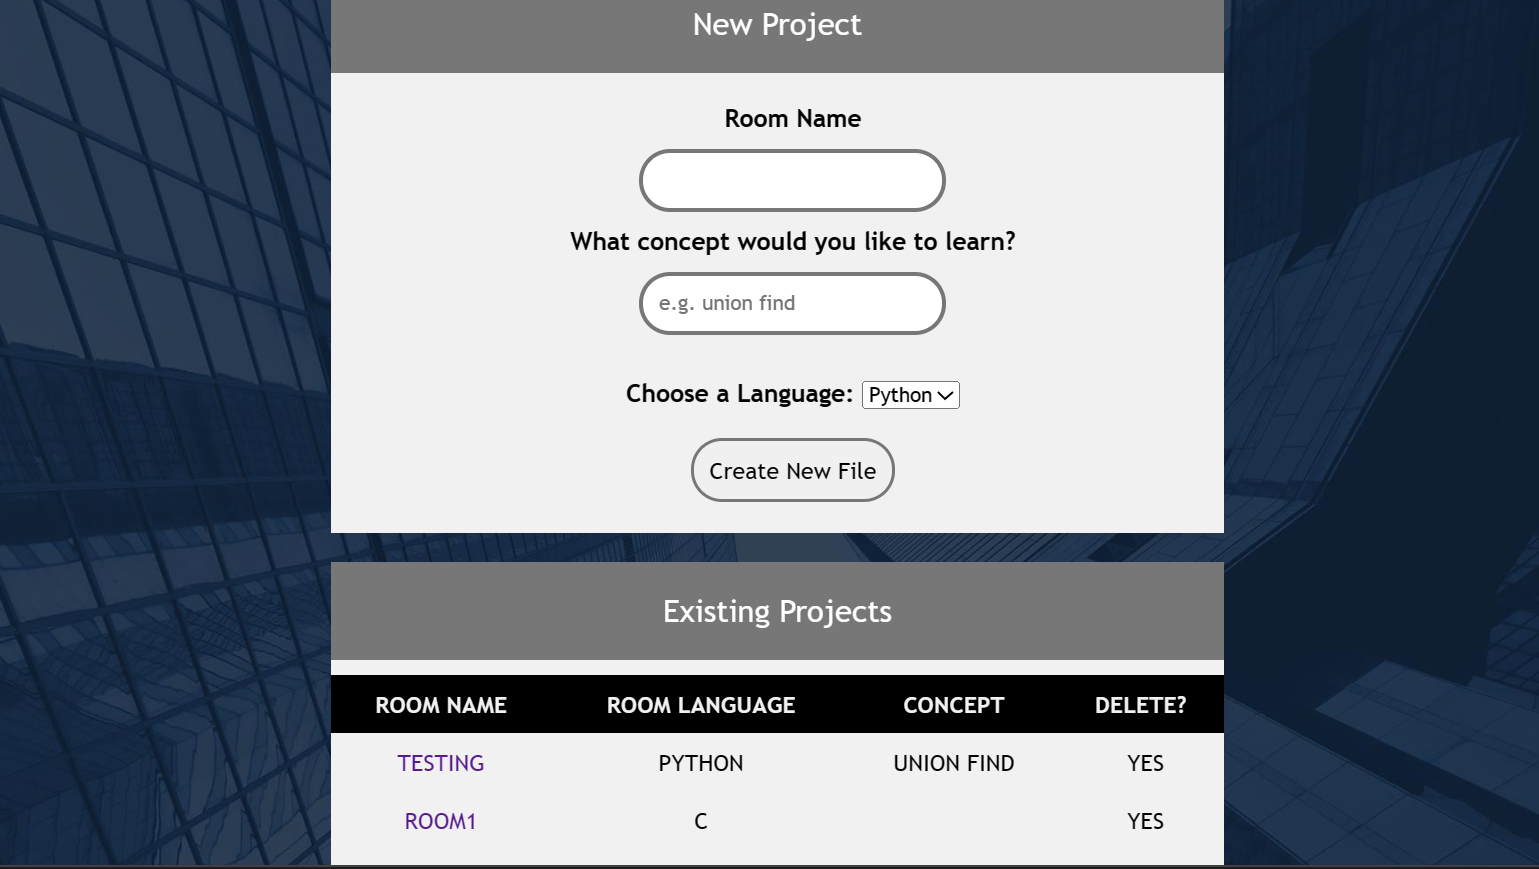 New Project
Room Name
What concept would you like to learn?
e.g. union find
Choose a Language: Python
Create New File
Existing Projects
ROOM NAME ROOM LANGUAGE CONCEPT DELETE?
TESTING PYTHON UNION FIND YES
ROOM1 C YES